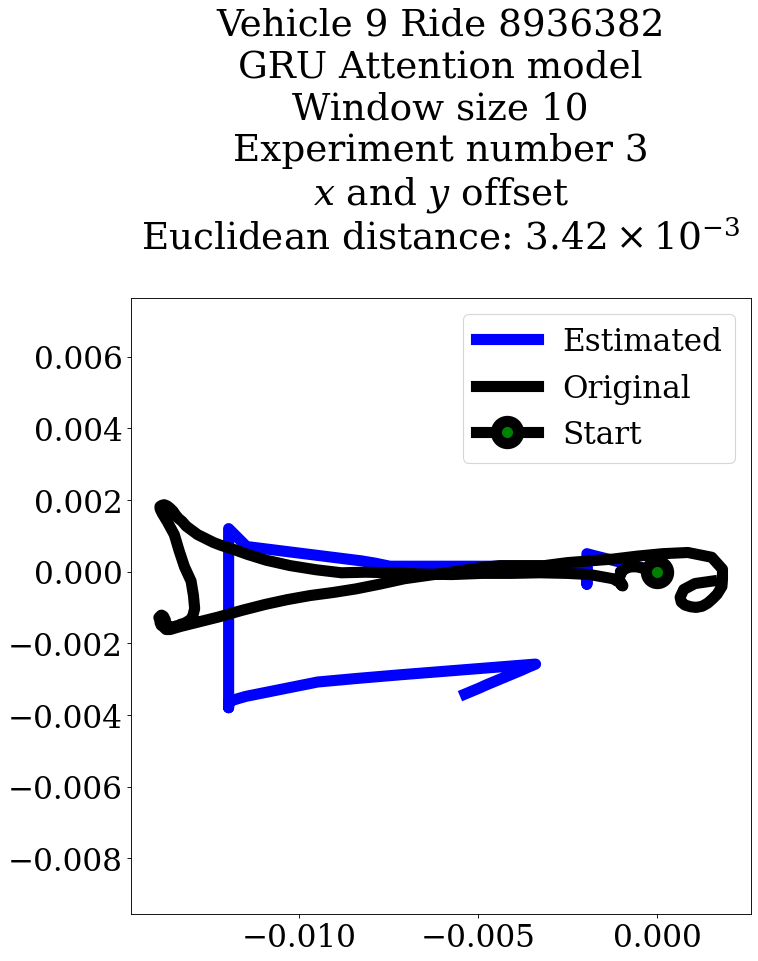 Vehicle 9 Ride 8936382
GRU Attention model
Window size 10
Experiment number 3
x and y offset
Euclidean distance: 3.42 × 10⁻³
Estimated
Original
Start
0.006
0.004
0.002
0.000
−0.002
−0.004
−0.006
−0.008
−0.010 −0.005 0.000